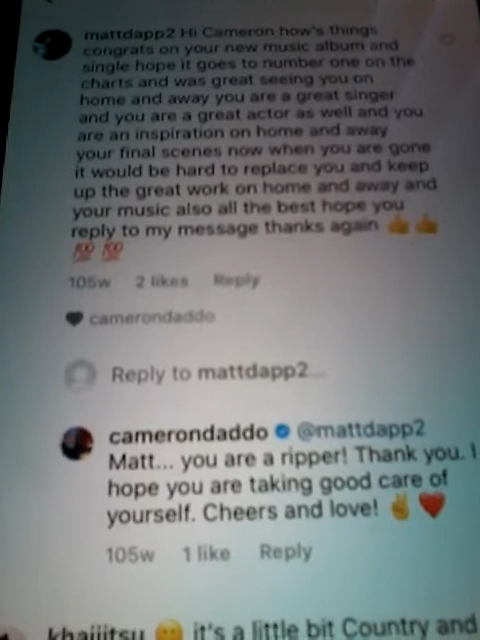 mattdapp2 Hi Cameron how's things
congrats on your new music album and
single hope it goes to number one on the
charts and was great seeing you on
home and away you are a great singer
and you are a great actor as well and you
are an inspiration on home and away
your final scenes now when you are gone
it would be hard to replace you and keep
up the great work on home and away and
your music also all the best hope you
reply to my message thanks again 👍 👍
💯 💯
105w 2 likes Reply
camerondaddo
Reply to mattdapp2...
camerondaddo @mattdapp2
Matt... you are a ripper! Thank you. I
hope you are taking good care of
yourself. Cheers and love! ✌️ ❤️
105w 1 like Reply
it's a little bit Country and